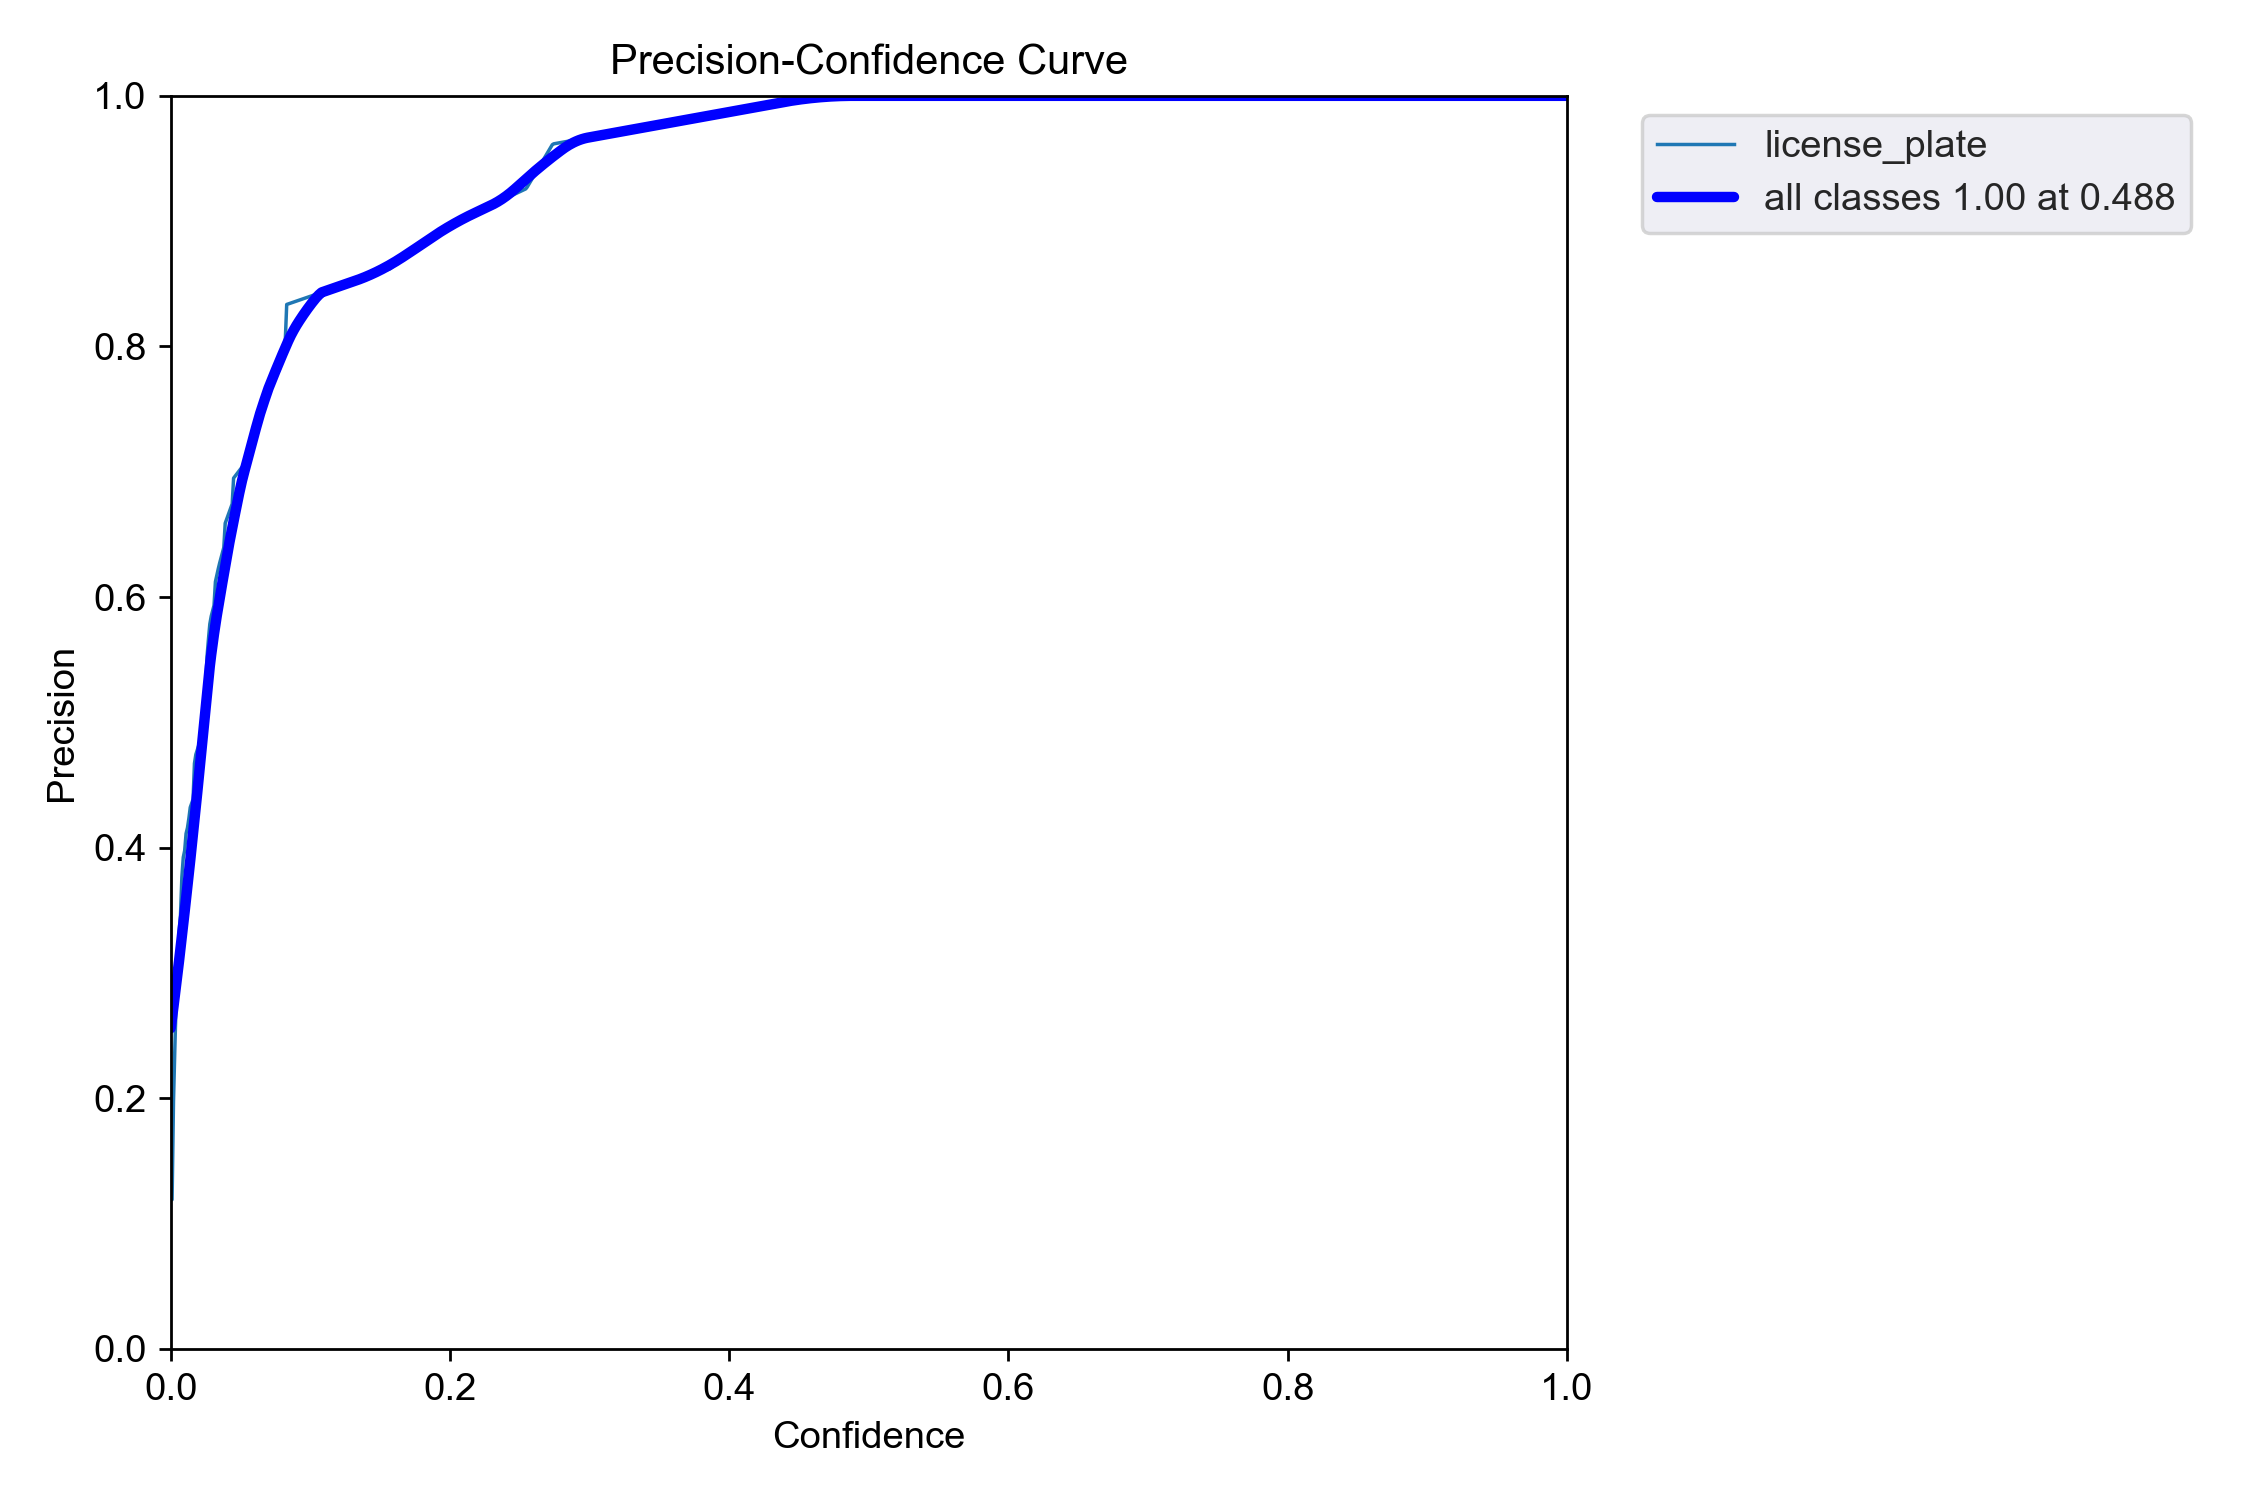 Precision-Confidence Curve
1.0
0.8
0.6
0.4
0.2
0.0
Precision
0.0 0.2 0.4 0.6 0.8 1.0
Confidence
license_plate
all classes 1.00 at 0.488